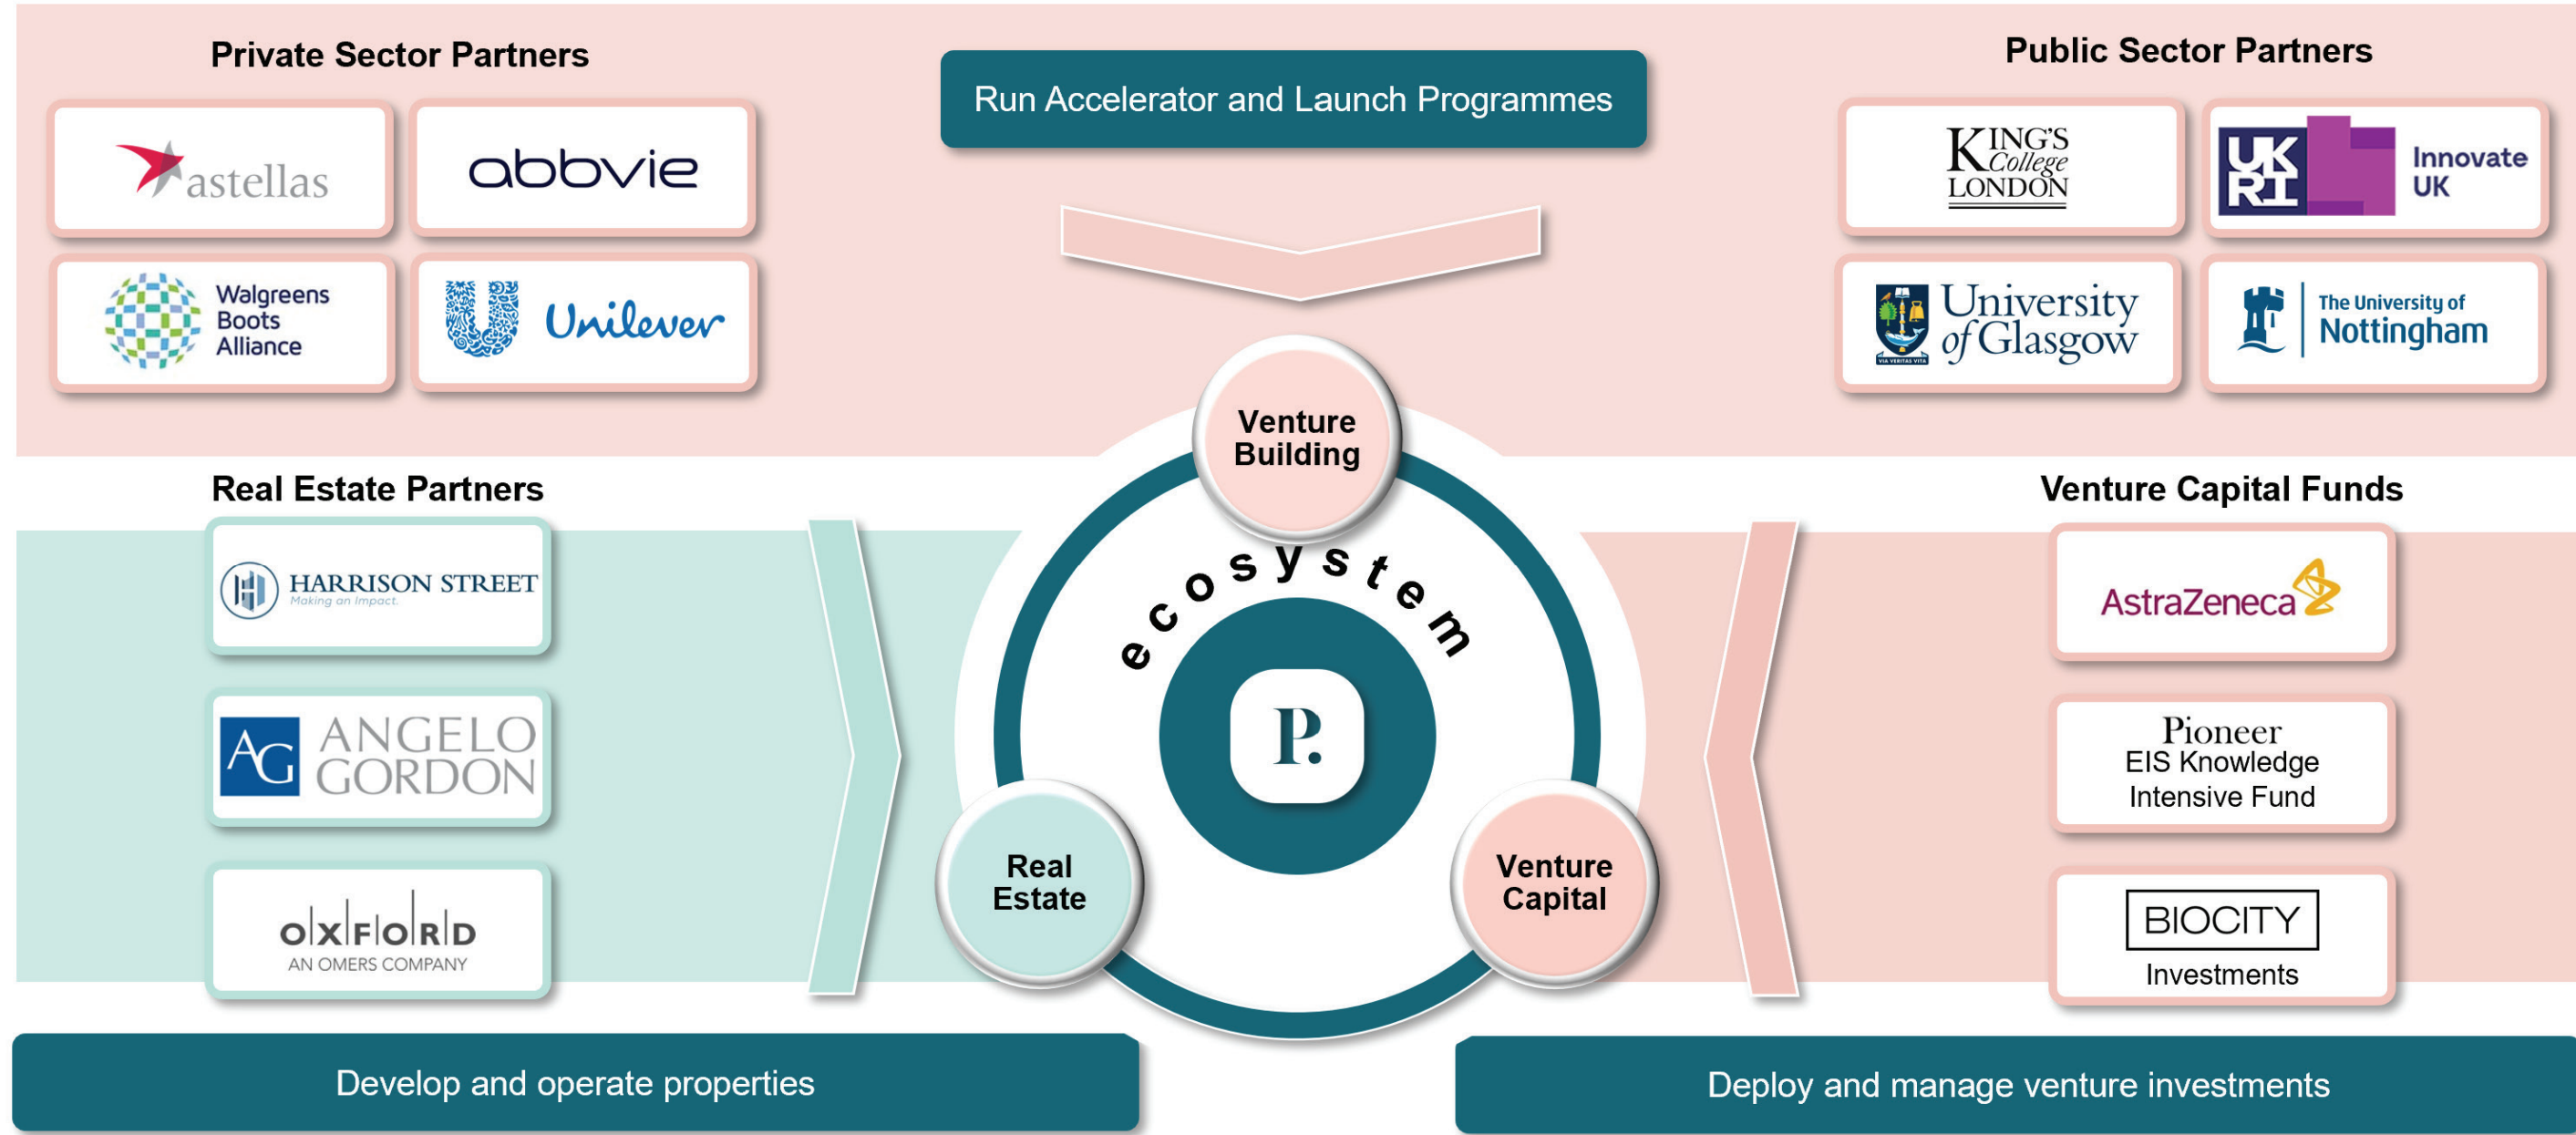 Private Sector Partners
astellas
abbvie
Walgreens
Boots
Alliance
Unilever
Run Accelerator and Launch Programmes
Public Sector Partners
KING'S
College
LONDON
UK
RI
Innovate
UK
VIA VERITAS VITA
University
of Glasgow
The University of
Nottingham
Venture
Building
ecosystem
P.
Real
Estate
Venture
Capital
Real Estate Partners
HARRISON STREET
Making an Impact.
AG
ANGELO
GORDON
OXFORD
AN OMERS COMPANY
Venture Capital Funds
AstraZeneca
Pioneer
EIS Knowledge
Intensive Fund
BIOCITY
Investments
Develop and operate properties
Deploy and manage venture investments